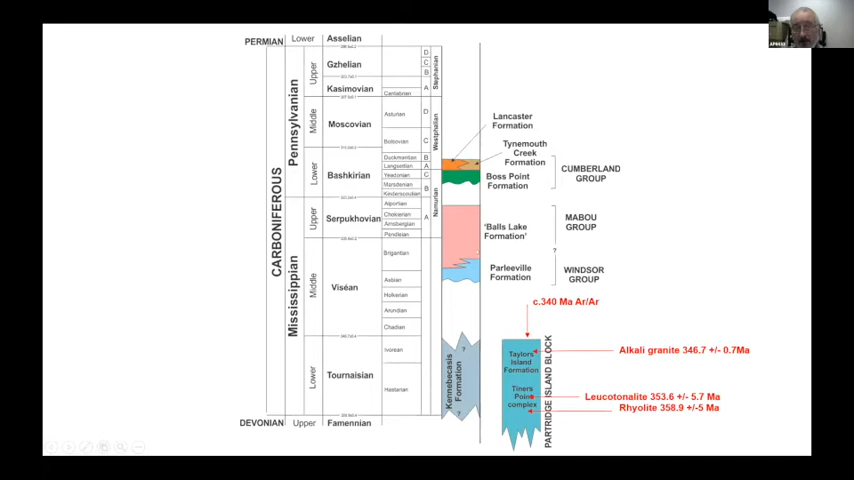 PERMIAN
Lower
Asselian
CARBONIFEROUS
Pennsylvanian
Upper
Gzhelian
Kasimovian
Cantabrian
D
C
B
A
Stephanian
Middle
Moscovian
Asturian
Bolsovian
D
C
Westphalian
Lower
Bashkirian
Duckmantian
B
Langsettian
A
Yeadonian
C
Marsdenian
B
Kinderscoutian
Namurian
Mississippian
Upper
Serpukhovian
Alportian
Chokierian
Arnsbergian
Pendleian
A
Middle
Viséan
Brigantian
Asbian
Holkerian
Arundian
Chadian
Lower
Tournaisian
Ivorean
Hastarian
DEVONIAN
Upper
Famennian
Lancaster
Formation
Tynemouth
Creek
Formation
Boss Point
Formation
CUMBERLAND
GROUP
'Balls Lake
Formation'
MABOU
GROUP
?
Parleeville
Formation
WINDSOR
GROUP
?
Kennebecasis
Formation
?
c.340 Ma Ar/Ar
Taylors
Island
Formation
Tiners
Point
complex
PARTRIDGE ISLAND BLOCK
Alkali granite 346.7 +/- 0.7Ma
Leucotonalite 353.6 +/- 5.7 Ma
Rhyolite 358.9 +/-5 Ma